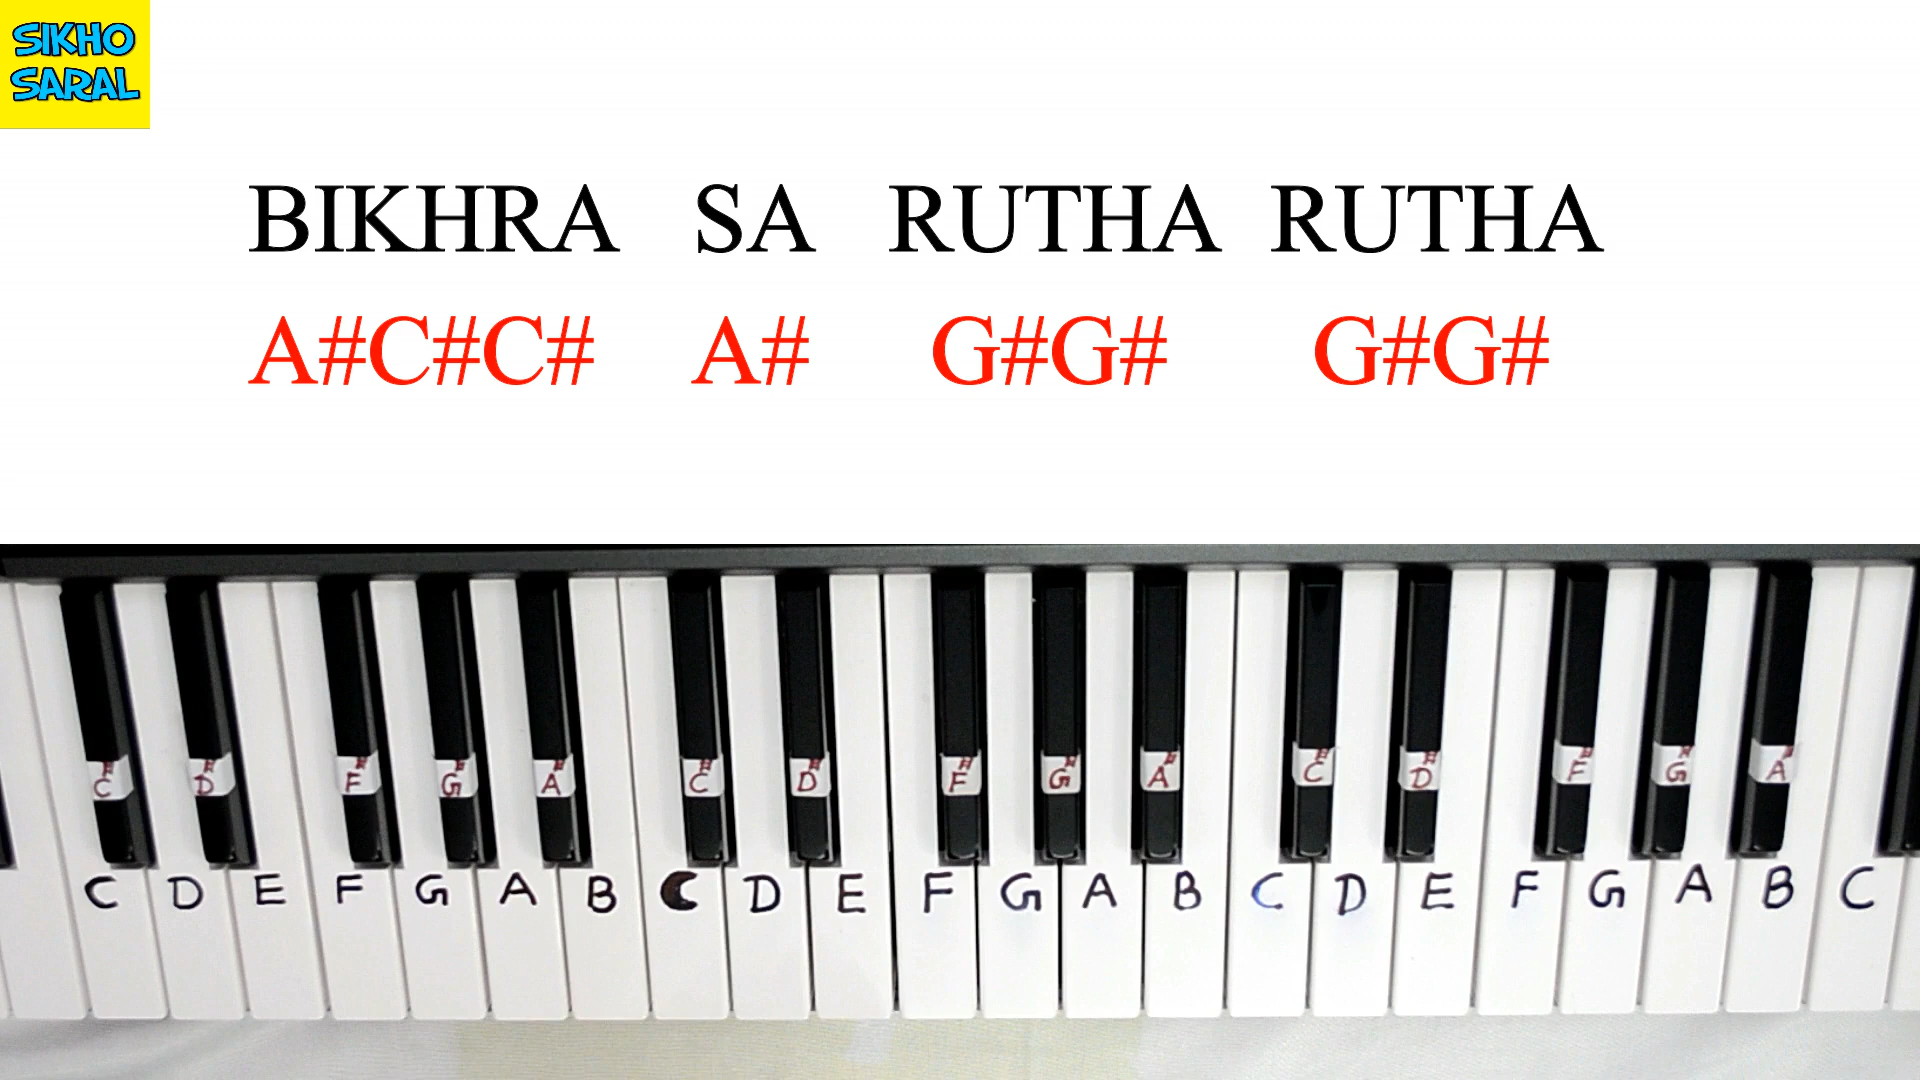 SIKHO
SARAL
BIKHRA SA RUTHA RUTHA
A#C#C# A# G#G# G#G#
C# D# F# G# A# C# D# F# G# A# C# D# F# G# A#
C D E F G A B C D E F G A B C D E F G A B C